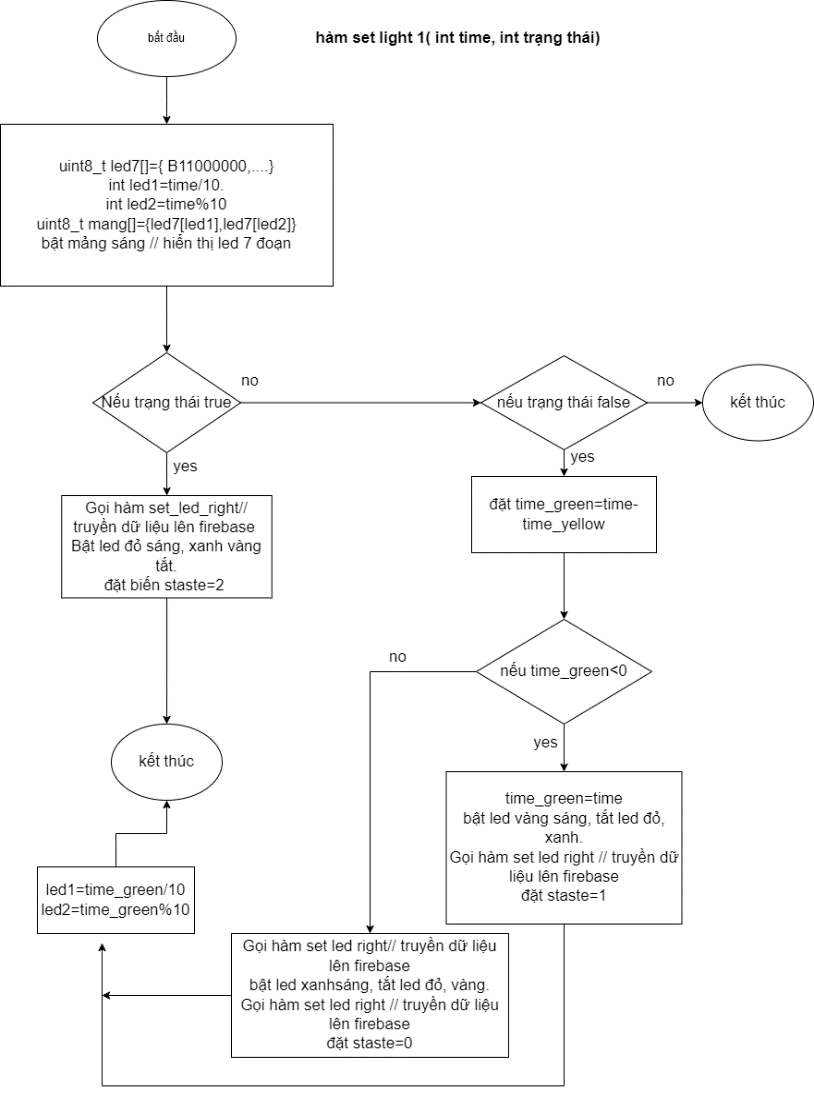 bắt đầu
hàm set light 1( int time, int trạng thái)
uint8_t led7[]={ B11000000,....}
int led1=time/10.
int led2=time%10
uint8_t mang[]={led7[led1],led7[led2]}
bật mảng sáng // hiển thị led 7 đoạn
Nếu trạng thái true
no
nếu trạng thái false
no
kết thúc
yes
yes
Gọi hàm set_led_right//
truyền dữ liệu lên firebase
Bật led đỏ sáng, xanh vàng
tắt.
đặt biến staste=2
đặt time_green=time-
time_yellow
no
nếu time_green<0
yes
kết thúc
time_green=time
bật led vàng sáng, tắt led đỏ,
xanh.
Gọi hàm set led right // truyền dữ
liệu lên firebase
đặt staste=1
led1=time_green/10
led2=time_green%10
Gọi hàm set led right// truyền dữ liệu
lên firebase
bật led xanhsáng, tắt led đỏ, vàng.
Gọi hàm set led right // truyền dữ liệu
lên firebase
đặt staste=0